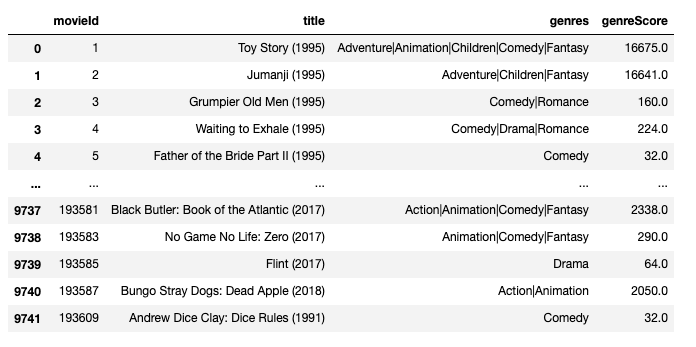 movieId title genres genreScore
0 1 Toy Story (1995) Adventure|Animation|Children|Comedy|Fantasy 16675.0
1 2 Jumanji (1995) Adventure|Children|Fantasy 16641.0
2 3 Grumpier Old Men (1995) Comedy|Romance 160.0
3 4 Waiting to Exhale (1995) Comedy|Drama|Romance 224.0
4 5 Father of the Bride Part II (1995) Comedy 32.0
... ... ... ... ...
9737 193581 Black Butler: Book of the Atlantic (2017) Action|Animation|Comedy|Fantasy 2338.0
9738 193583 No Game No Life: Zero (2017) Animation|Comedy|Fantasy 290.0
9739 193585 Flint (2017) Drama 64.0
9740 193587 Bungo Stray Dogs: Dead Apple (2018) Action|Animation 2050.0
9741 193609 Andrew Dice Clay: Dice Rules (1991) Comedy 32.0